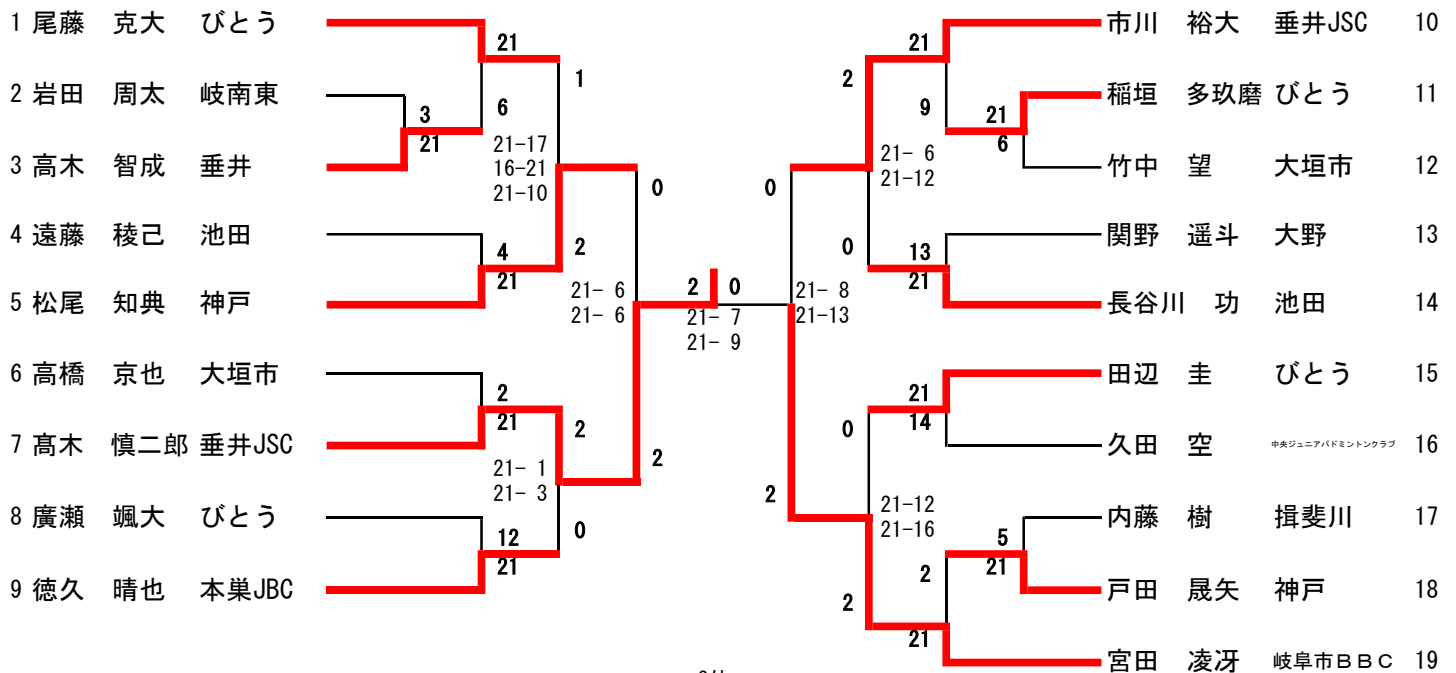 1 尾藤 克大 びとう
2 岩田 周太 岐南東
3 高木 智成 垂井
4 遠藤 稜己 池田
5 松尾 知典 神戸
6 高橋 京也 大垣市
7 髙木 慎二郎 垂井JSC
8 廣瀬 颯大 びとう
9 徳久 晴也 本巣JBC
21
6
3
21
1
21-17
16-21
21-10
4
21
2
0
21- 6
21- 6
2
21
2
21- 1
21- 3
12
21
0
2
2 0
21- 7
21- 9
市川 裕大 垂井JSC 10
稲垣 多玖磨 びとう 11
竹中 望 大垣市 12
関野 遥斗 大野 13
長谷川 功 池田 14
田辺 圭 びとう 15
久田 空 中央ジュニアバドミントンクラブ 16
内藤 樹 揖斐川 17
戸田 晟矢 神戸 18
宮田 凌冴 岐阜市BBC 19
21
9
21
6
2
21- 6
21-12
0
13
21
0
21- 8
21-13
21
14
0
21-12
21-16
2
5
21
2
21
2